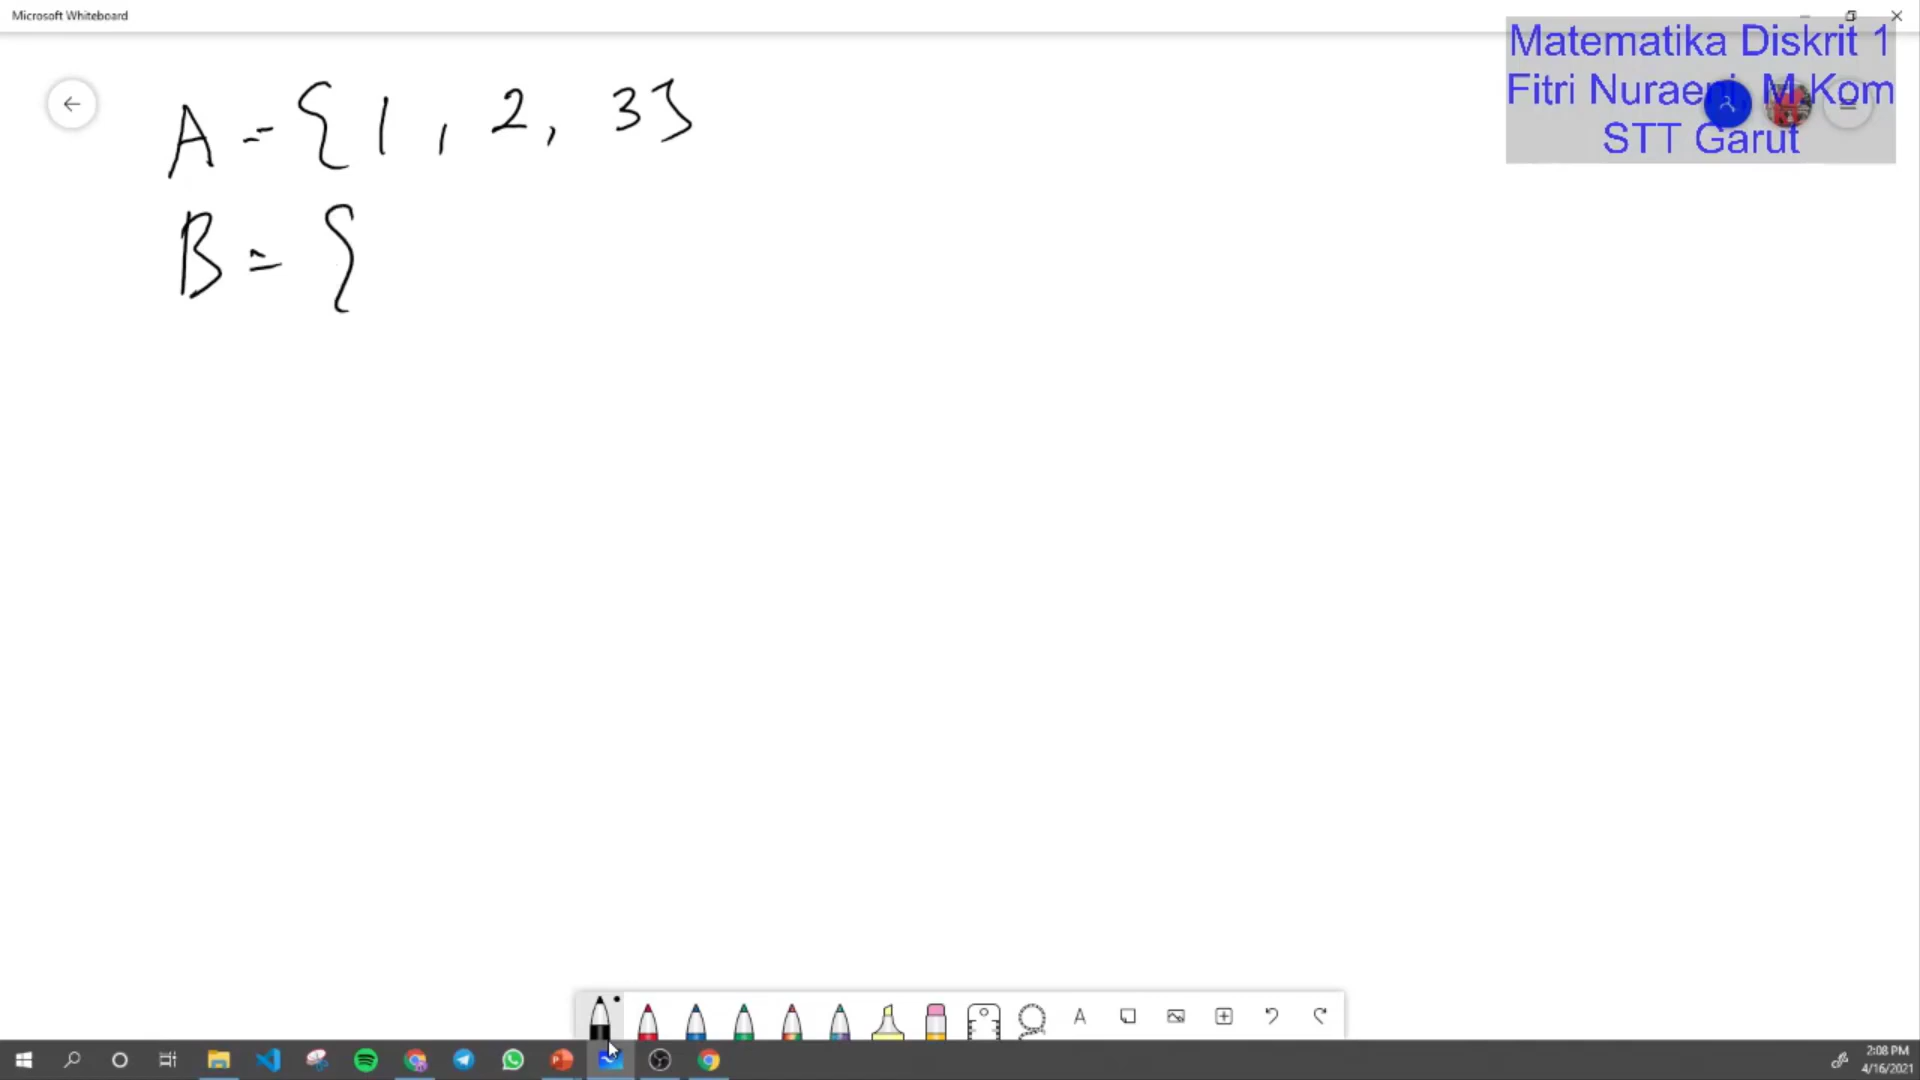 Microsoft Whiteboard
Matematika Diskrit 1
Fitri Nuraeni, M.Kom
STT Garut
A = {1, 2, 3}
B = {
A
2:08 PM
4/16/2021